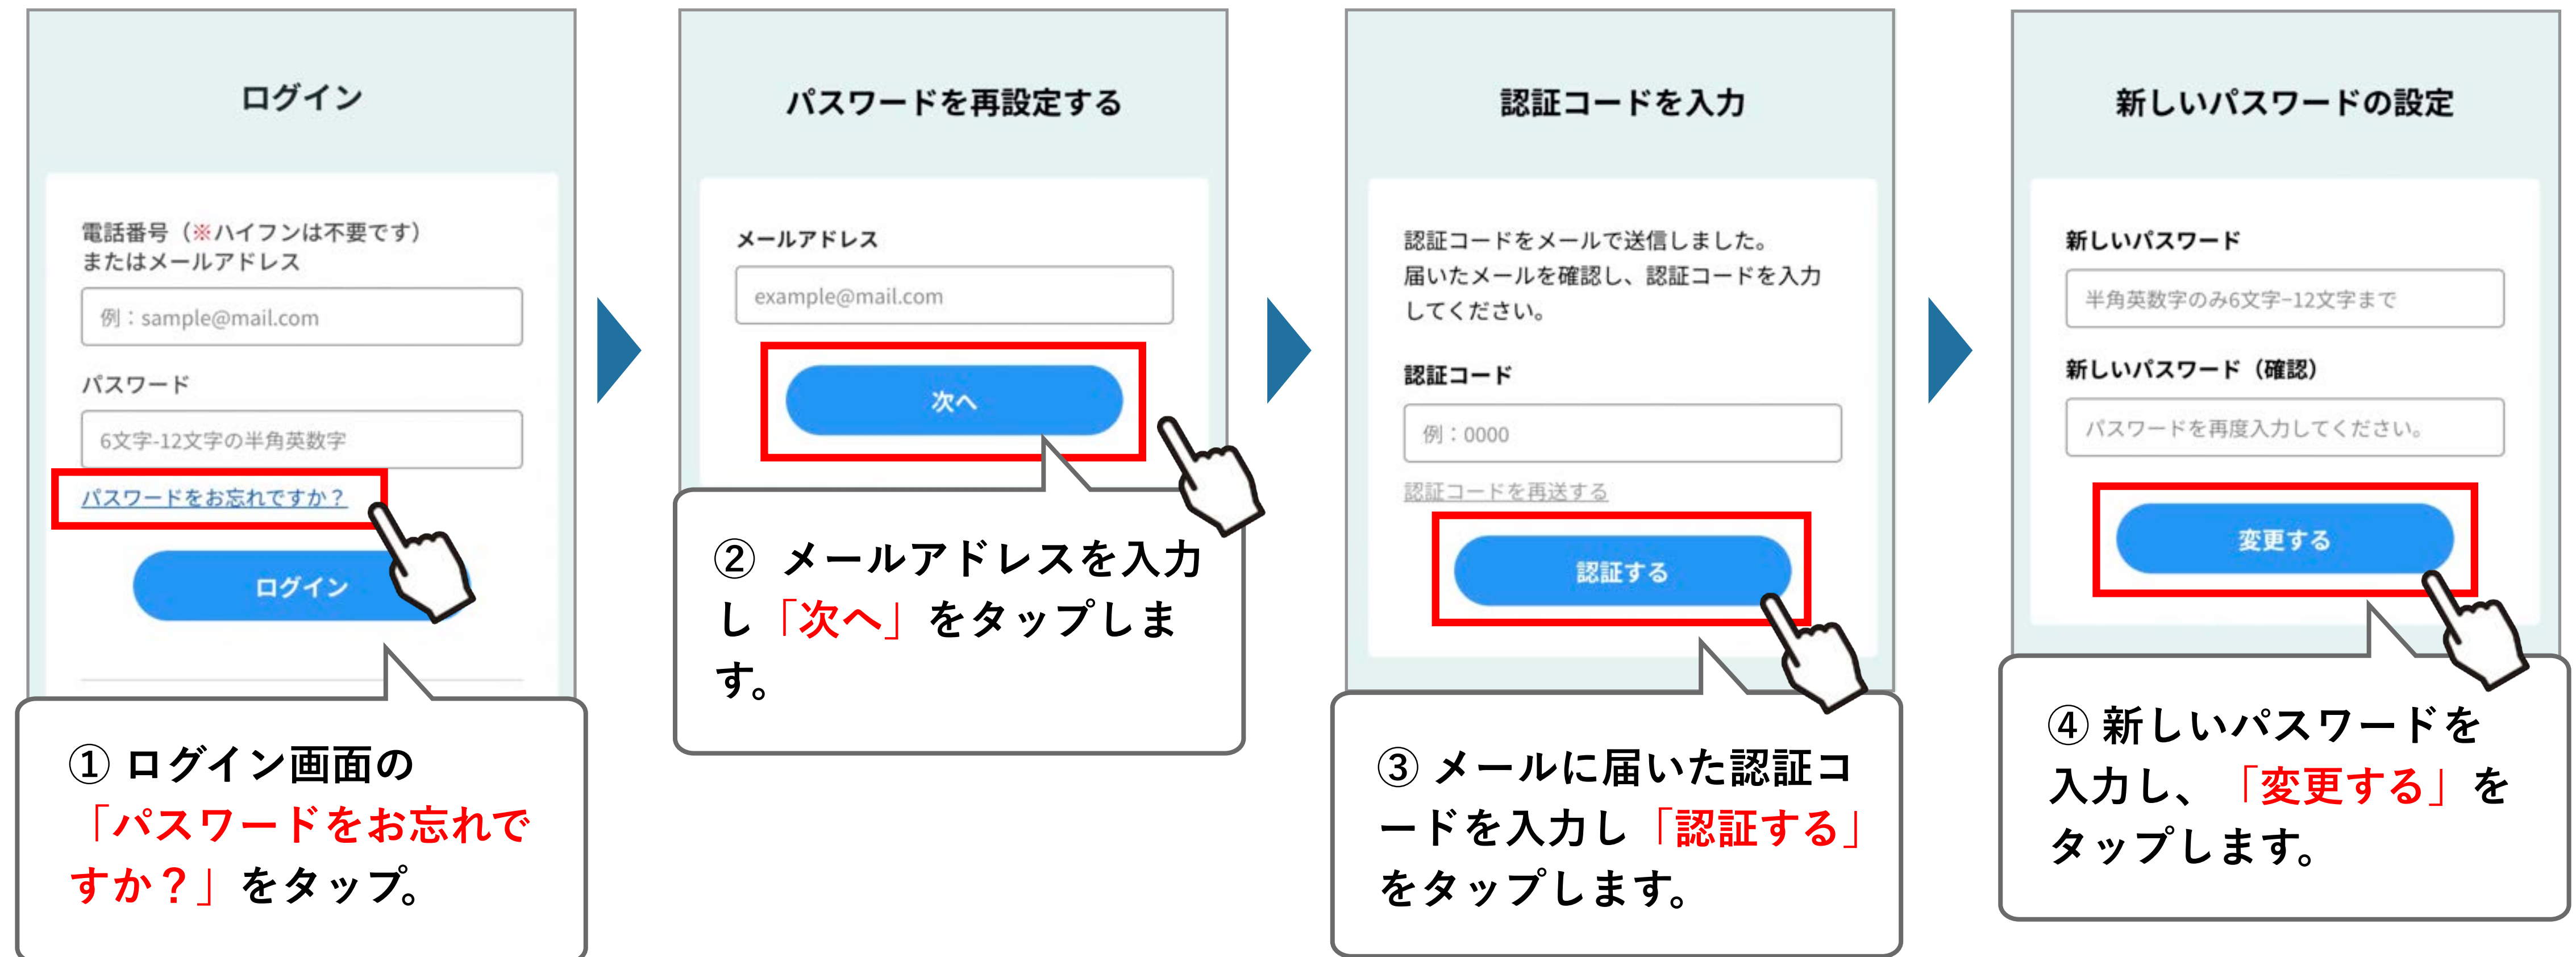 ログイン
電話番号（※ハイフンは不要です）
またはメールアドレス
例：sample@mail.com
パスワード
6文字-12文字の半角英数字
パスワードをお忘れですか？
ログイン
① ログイン画面の
「パスワードをお忘れで
すか？」をタップ。
パスワードを再設定する
メールアドレス
example@mail.com
次へ
② メールアドレスを入力
し「次へ」をタップしま
す。
認証コードを入力
認証コードをメールで送信しました。
届いたメールを確認し、認証コードを入力
してください。
認証コード
例：0000
認証コードを再送する
認証する
③ メールに届いた認証コ
ードを入力し「認証する」
をタップします。
新しいパスワードの設定
新しいパスワード
半角英数字のみ6文字−12文字まで
新しいパスワード（確認）
パスワードを再度入力してください。
変更する
④ 新しいパスワードを
入力し、「変更する」を
タップします。